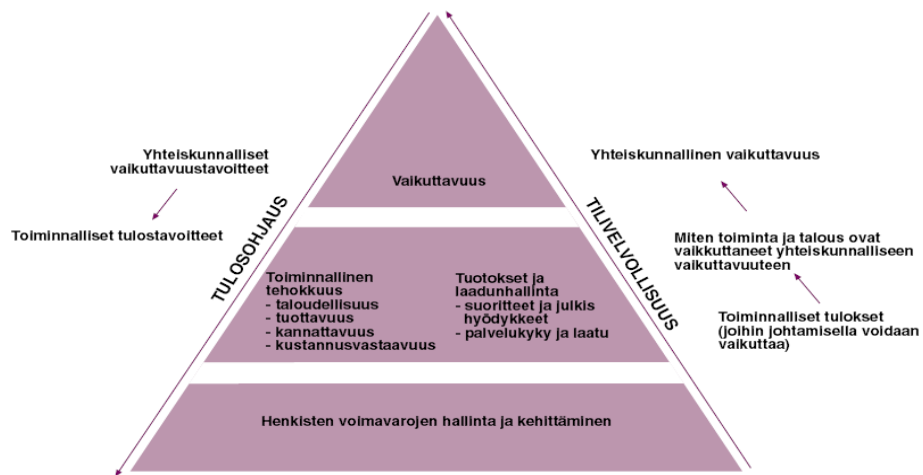 Yhteiskunnalliset
vaikuttavuustavoitteet
Toiminnalliset tulostavoitteet
TULOSOHJAUS
Vaikuttavuus
Toiminnallinen
tehokkuus
- taloudellisuus
- tuottavuus
- kannattavuus
- kustannusvastaavuus
Tuotokset ja
laadunhallinta
- suoritteet ja julkis
hyödykkeet
- palvelukyky ja laatu
Henkisten voimavarojen hallinta ja kehittäminen
TILIVELVOLLISUUS
Yhteiskunnallinen vaikuttavuus
Miten toiminta ja talous ovat
vaikkuttaneet yhteiskunnalliseen
vaikuttavuuteen
Toiminnalliset tulokset
(joihin johtamisella voidaan
vaikuttaa)